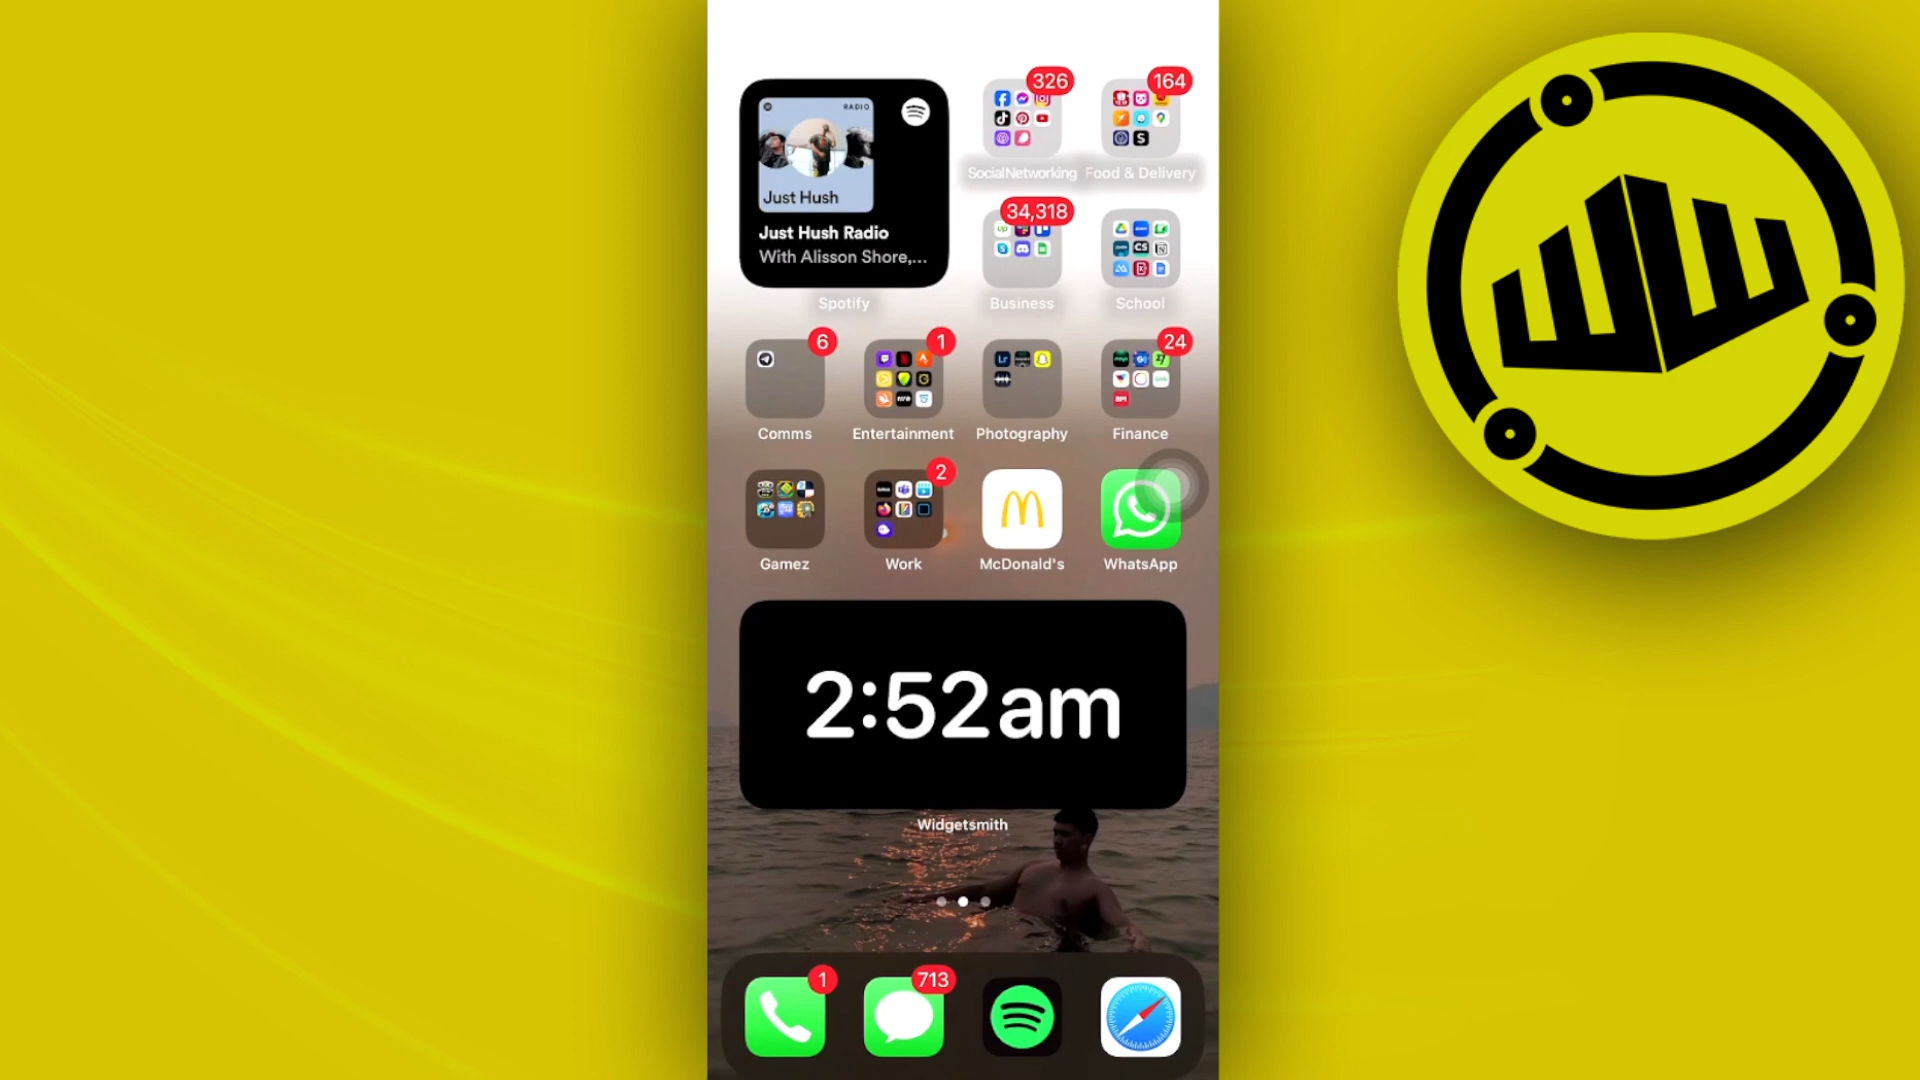 RADIO
Just Hush
Just Hush Radio
With Alisson Shore,...
Spotify
326
SocialNetworking
164
Food & Delivery
34,318
Business
School
6
Comms
1
Entertainment
Photography
24
Finance
Gamez
2
Work
McDonald's
WhatsApp
2:52am
Widgetsmith
1
713